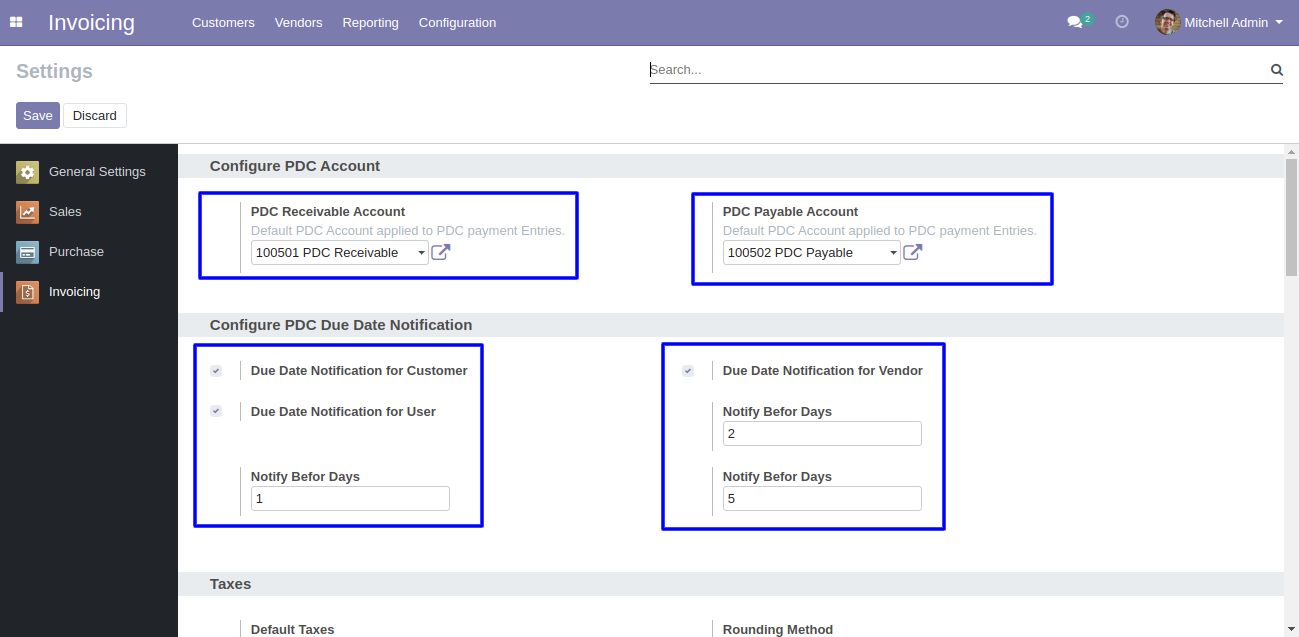 Invoicing
Customers Vendors Reporting Configuration
2
Mitchell Admin
Settings
Search...
Save Discard
General Settings
Sales
Purchase
Invoicing
Configure PDC Account
PDC Receivable Account
Default PDC Account applied to PDC payment Entries.
100501 PDC Receivable
PDC Payable Account
Default PDC Account applied to PDC payment Entries.
100502 PDC Payable
Configure PDC Due Date Notification
Due Date Notification for Customer
Due Date Notification for User
Notify Befor Days
1
Due Date Notification for Vendor
Notify Befor Days
2
Notify Befor Days
5
Taxes
Default Taxes
Rounding Method